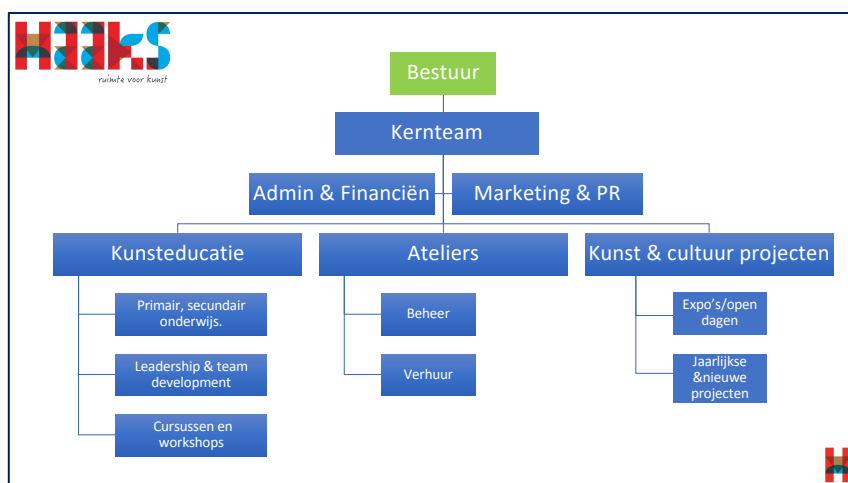 HAAKS
ruimte voor kunst
Bestuur
Kernteam
Admin & Financiën
Marketing & PR
Kunsteducatie
Ateliers
Kunst & cultuur projecten
Primair, secundair
onderwijs.
Beheer
Expo's/open
dagen
Leadership & team
development
Verhuur
Jaarlijkse
&nieuwe
projecten
Cursussen en
workshops
H